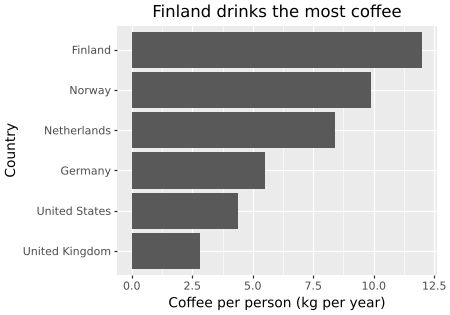 Finland drinks the most coffee
Country
Finland
Norway
Netherlands
Germany
United States
United Kingdom
0.0 2.5 5.0 7.5 10.0 12.5
Coffee per person (kg per year)